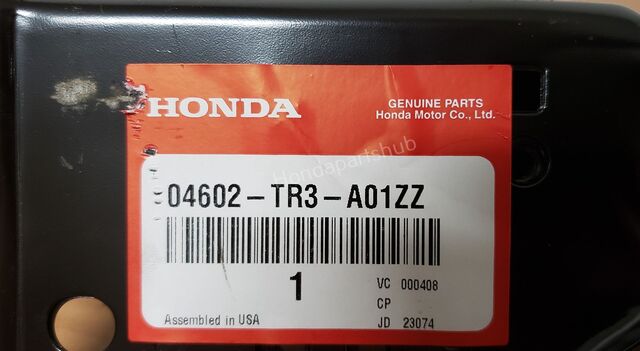 HONDA
GENUINE PARTS
Honda Motor Co., Ltd.
Hondapartshub
04602-TR3-A01ZZ
1
VC 000408
CP
Assembled in USA
JD 23074